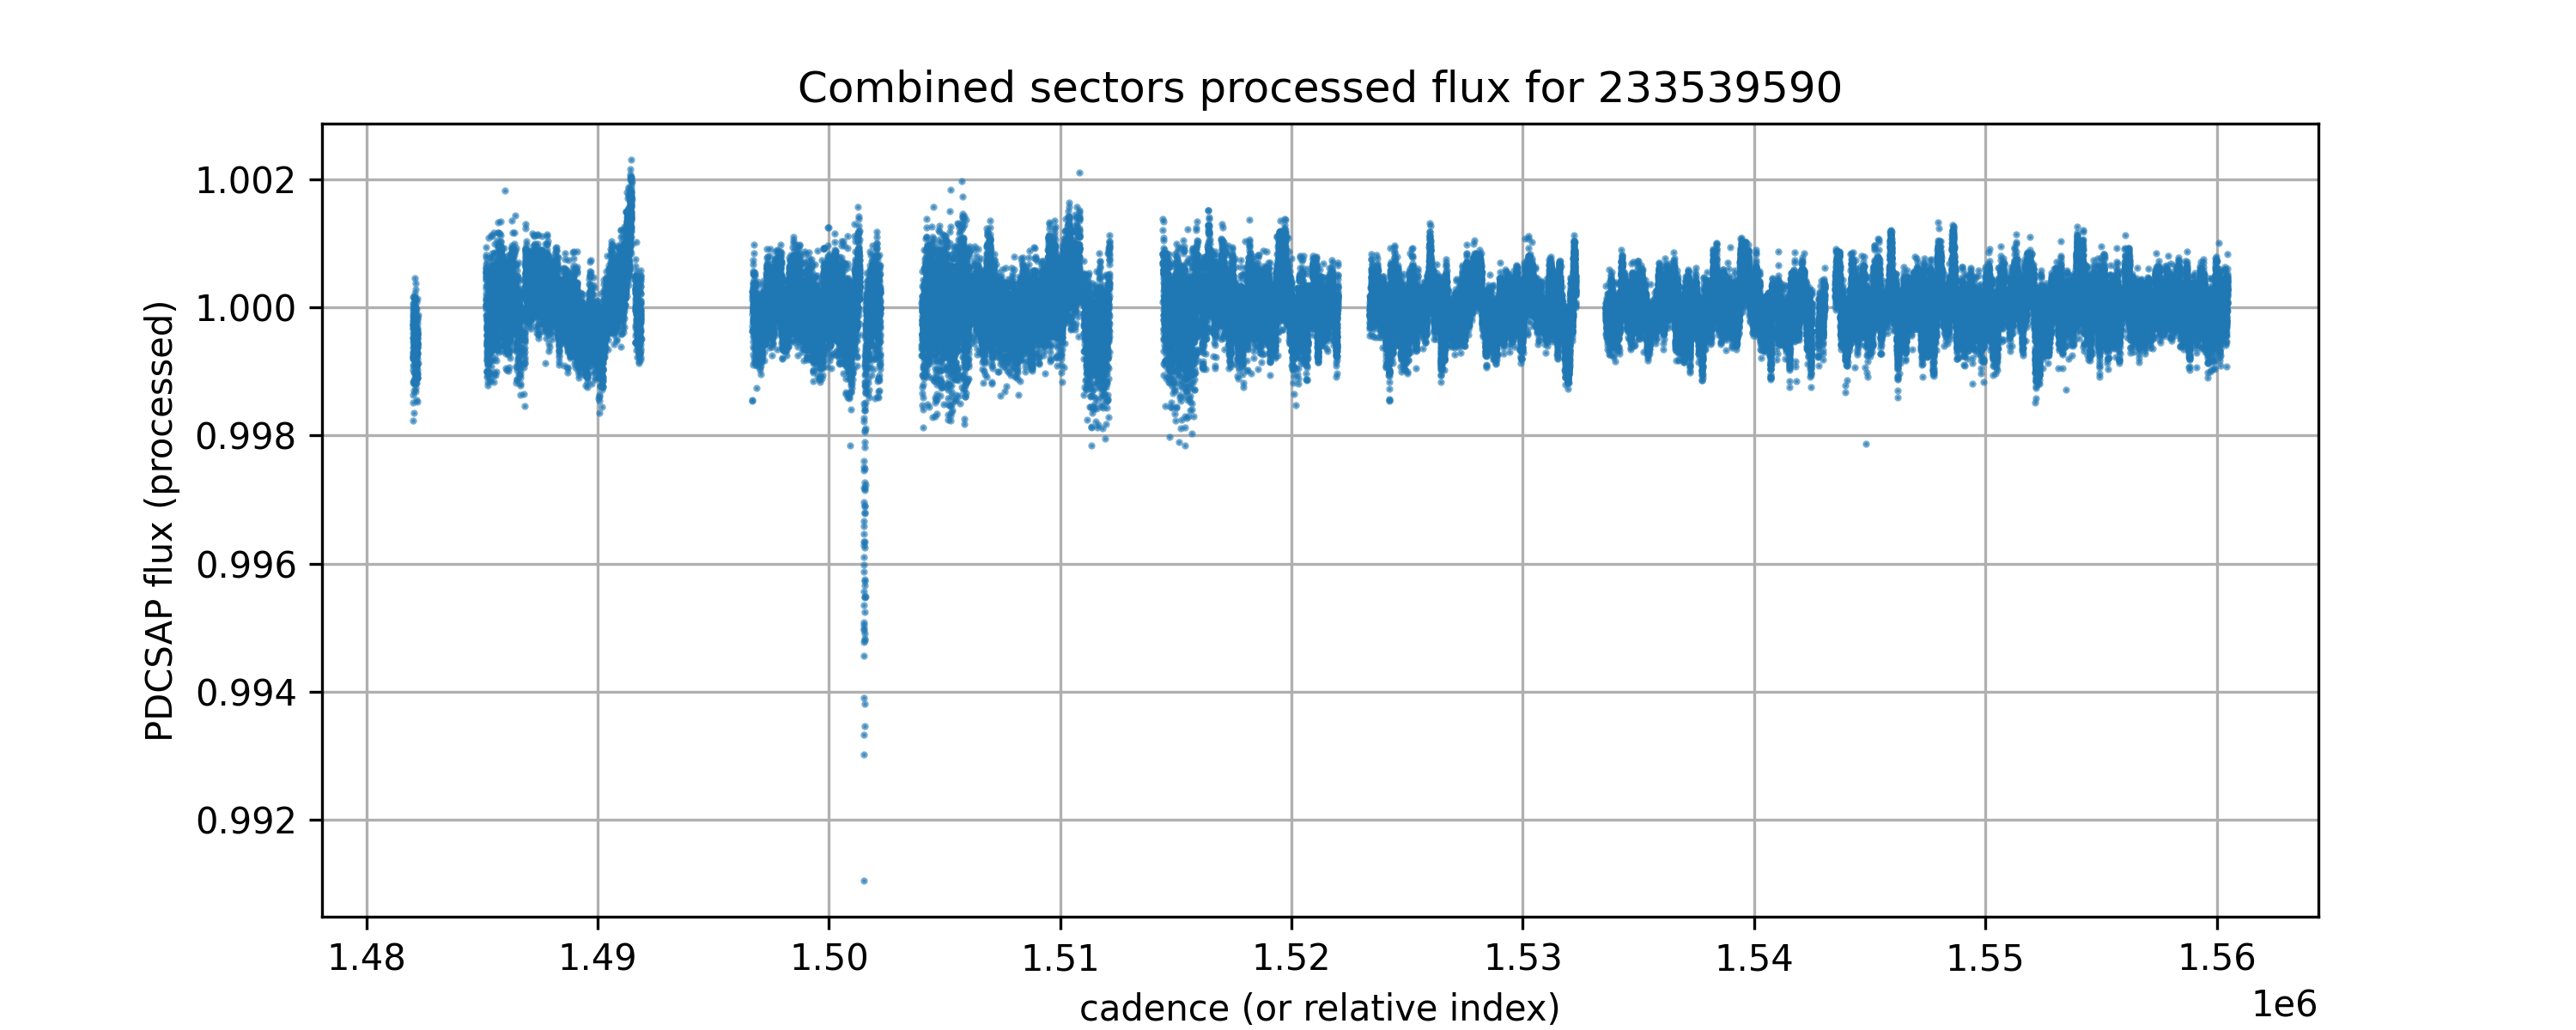 Combined sectors processed flux for 233539590
PDCSAP flux (processed)
1.002
1.000
0.998
0.996
0.994
0.992
1.48 1.49 1.50 1.51 1.52 1.53 1.54 1.55 1.56
1e6
cadence (or relative index)